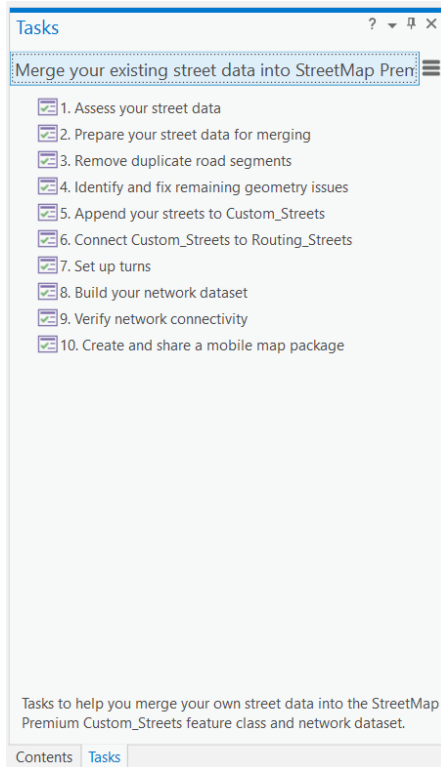 Tasks
?
Merge your existing street data into StreetMap Prem
1. Assess your street data
2. Prepare your street data for merging
3. Remove duplicate road segments
4. Identify and fix remaining geometry issues
5. Append your streets to Custom_Streets
6. Connect Custom_Streets to Routing_Streets
7. Set up turns
8. Build your network dataset
9. Verify network connectivity
10. Create and share a mobile map package
Tasks to help you merge your own street data into the StreetMap
Premium Custom_Streets feature class and network dataset.
Contents Tasks